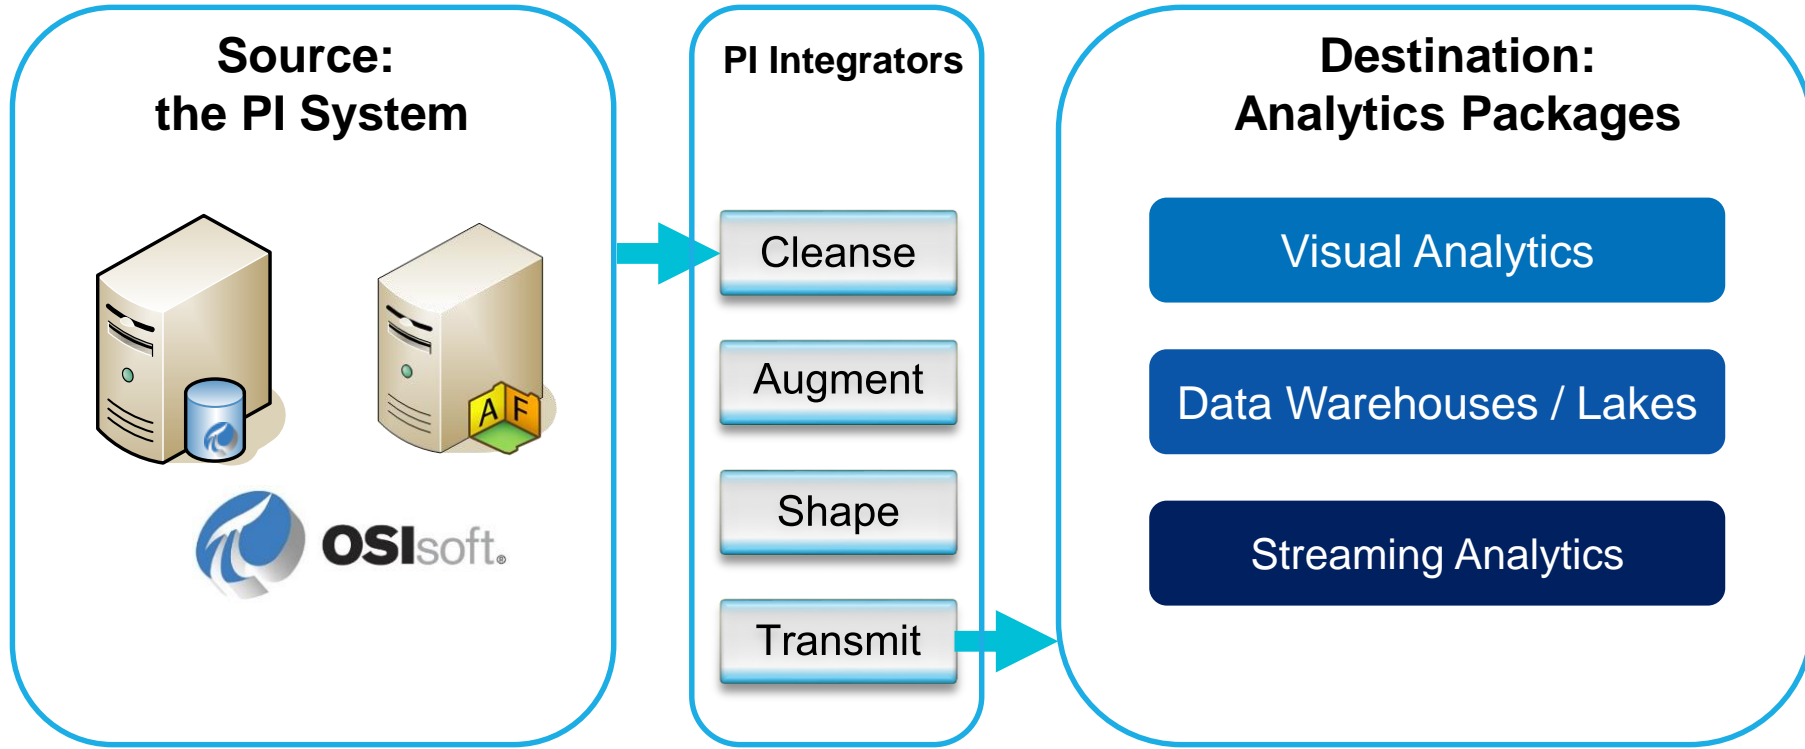 Source:
the PI System
A F
OSIsoft®
PI Integrators
Cleanse
Augment
Shape
Transmit
Destination:
Analytics Packages
Visual Analytics
Data Warehouses / Lakes
Streaming Analytics